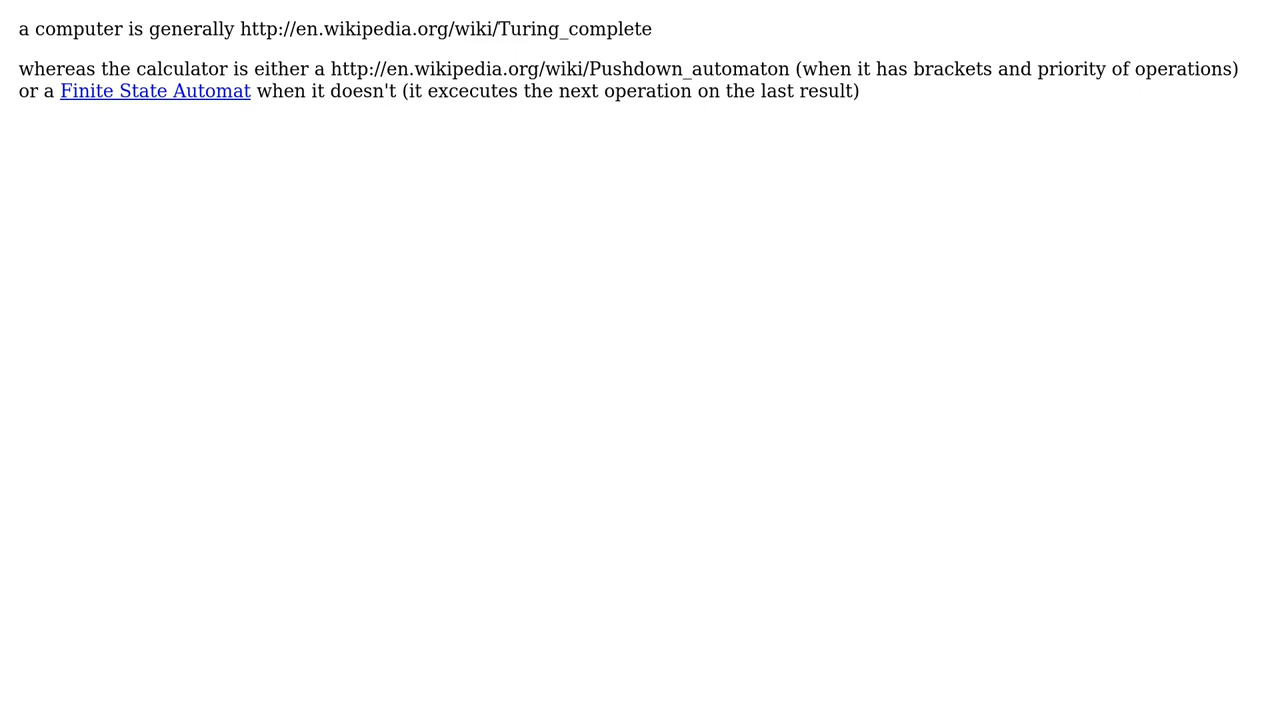 a computer is generally http://en.wikipedia.org/wiki/Turing_complete
whereas the calculator is either a http://en.wikipedia.org/wiki/Pushdown_automaton (when it has brackets and priority of operations)
or a Finite State Automat when it doesn't (it excecutes the next operation on the last result)